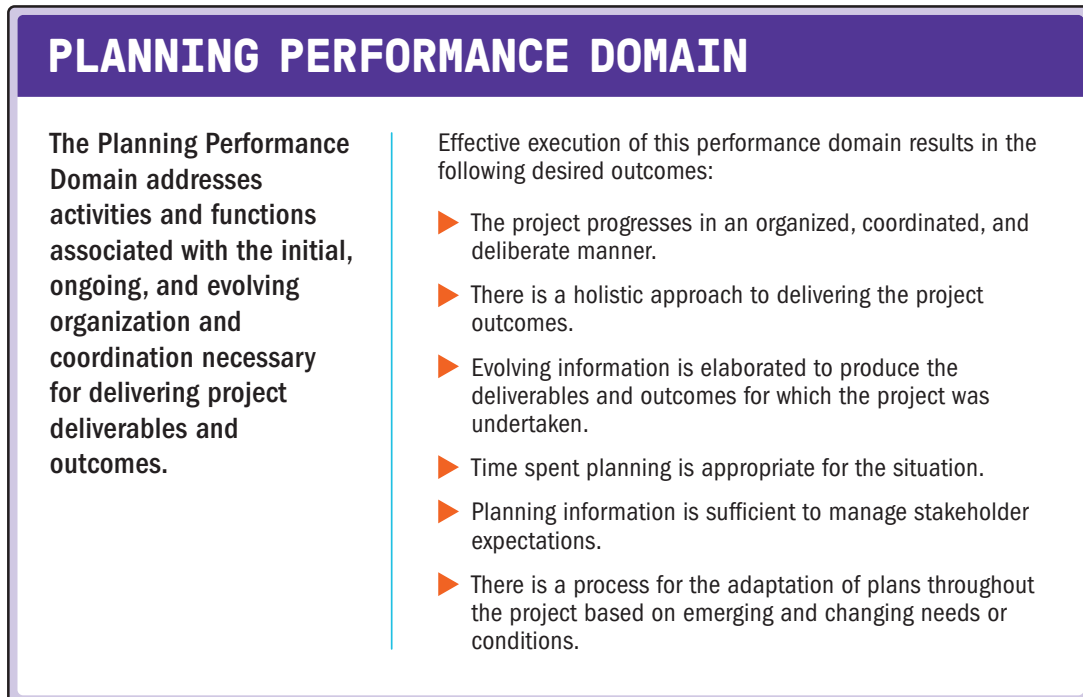 PLANNING PERFORMANCE DOMAIN
The Planning Performance
Domain addresses
activities and functions
associated with the initial,
ongoing, and evolving
organization and
coordination necessary
for delivering project
deliverables and
outcomes.
Effective execution of this performance domain results in the
following desired outcomes:
The project progresses in an organized, coordinated, and
deliberate manner.
There is a holistic approach to delivering the project
outcomes.
Evolving information is elaborated to produce the
deliverables and outcomes for which the project was
undertaken.
Time spent planning is appropriate for the situation.
Planning information is sufficient to manage stakeholder
expectations.
There is a process for the adaptation of plans throughout
the project based on emerging and changing needs or
conditions.